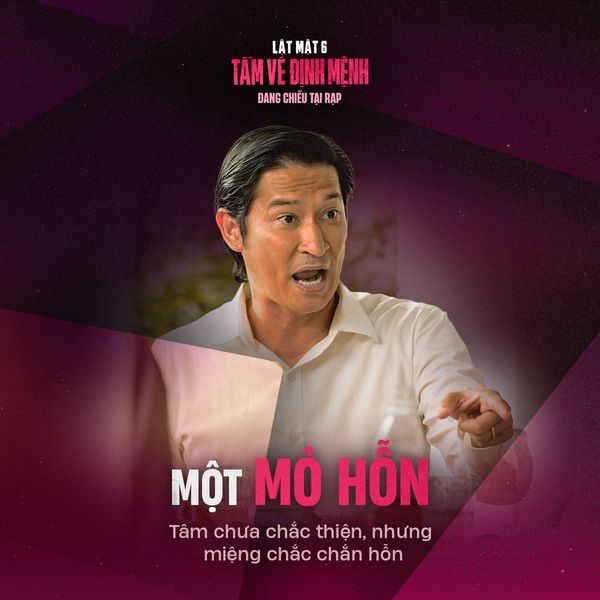 LẬT MẶT 6
TẤM VÉ ĐỊNH MỆNH
ĐANG CHIẾU TẠI RẠP
MỘT MỎ HỖN
Tâm chưa chắc thiện, nhưng
miệng chắc chắn hỗn